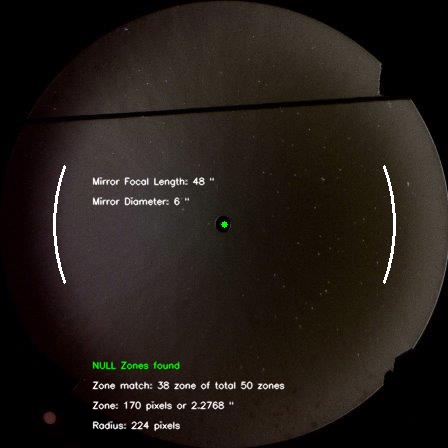 Mirror Focal Length: 48 "
Mirror Diameter: 6 "
NULL Zones found
Zone match: 38 zone of total 50 zones
Zone: 170 pixels or 2.2768 "
Radius: 224 pixels